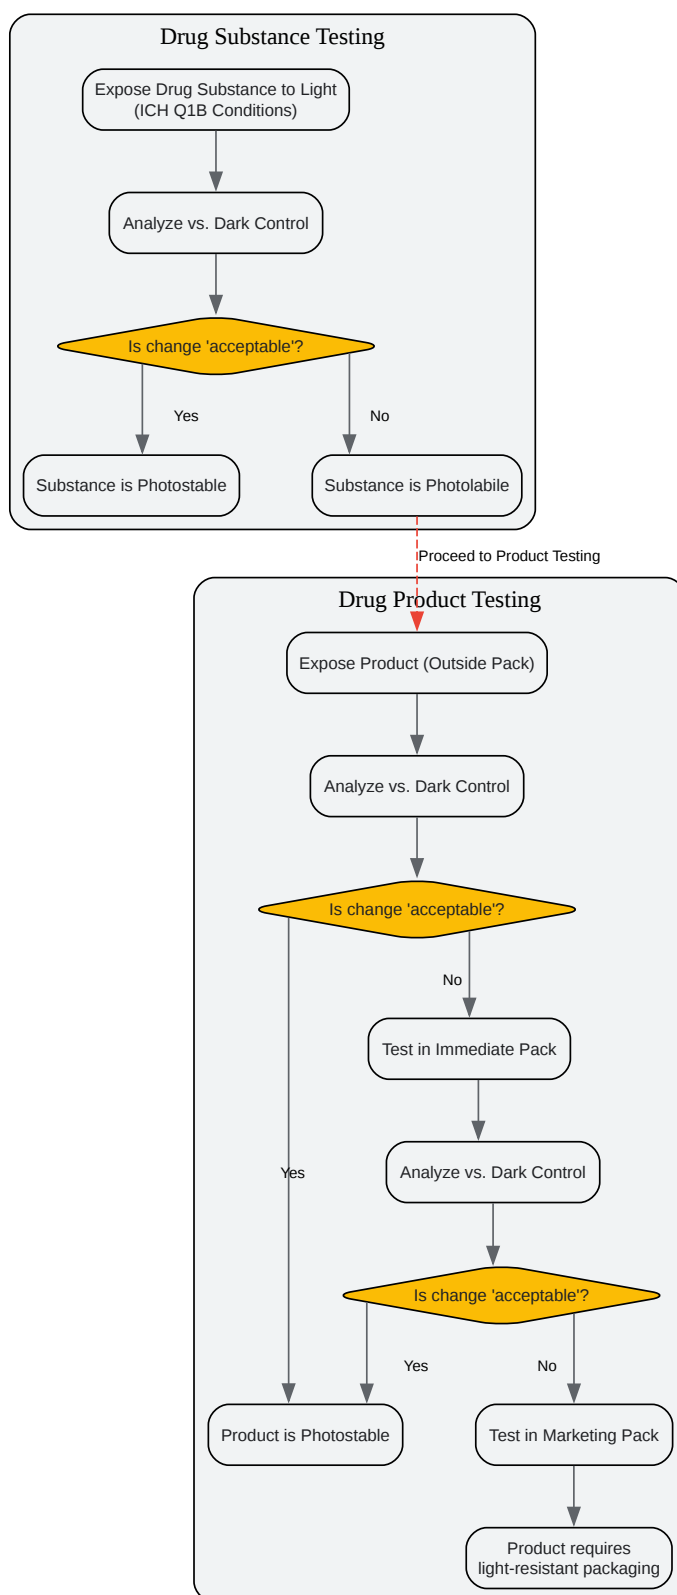 Drug Substance Testing
Expose Drug Substance to Light
(ICH Q1B Conditions)
Analyze vs. Dark Control
Is change 'acceptable'?
Yes
No
Substance is Photostable
Substance is Photolabile
Proceed to Product Testing
Drug Product Testing
Expose Product (Outside Pack)
Analyze vs. Dark Control
Is change 'acceptable'?
No
Test in Immediate Pack
Yes
Analyze vs. Dark Control
Is change 'acceptable'?
Yes
No
Product is Photostable
Test in Marketing Pack
Product requires
light-resistant packaging